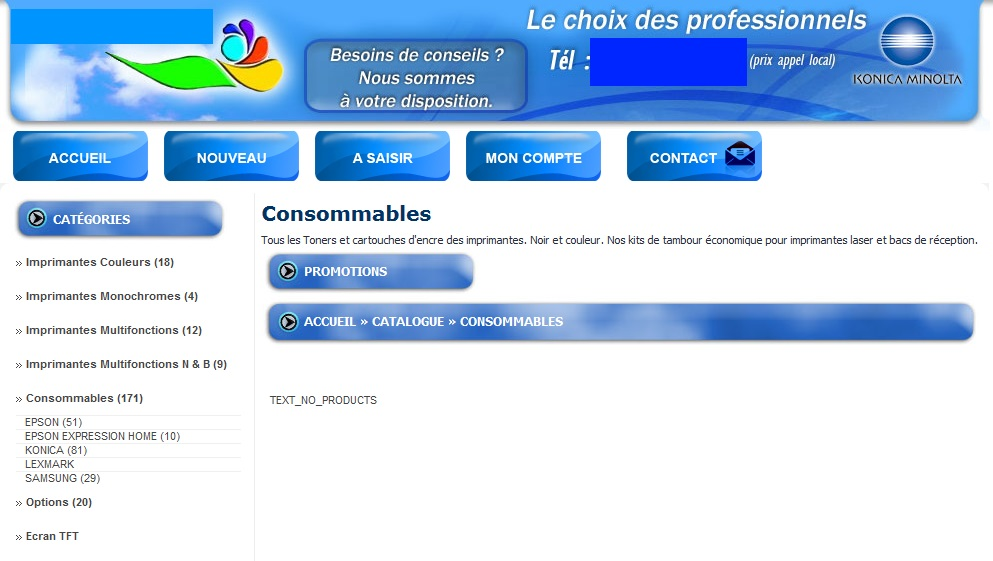 Le choix des professionnels
Besoins de conseils ?
Nous sommes
à votre disposition.
Tél : (prix appel local)
KONICA MINOLTA
ACCUEIL
NOUVEAU
A SAISIR
MON COMPTE
CONTACT
CATÉGORIES
» Imprimantes Couleurs (18)
» Imprimantes Monochromes (4)
» Imprimantes Multifonctions (12)
» Imprimantes Multifonctions N & B (9)
» Consommables (171)
EPSON (51)
EPSON EXPRESSION HOME (10)
KONICA (81)
LEXMARK
SAMSUNG (29)
» Options (20)
» Ecran TFT
Consommables
Tous les Toners et cartouches d'encre des imprimantes. Noir et couleur. Nos kits de tambour économique pour imprimantes laser et bacs de réception.
PROMOTIONS
ACCUEIL » CATALOGUE » CONSOMMABLES
TEXT_NO_PRODUCTS